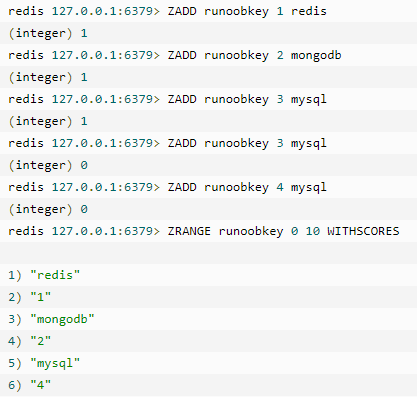 redis 127.0.0.1:6379> ZADD runoobkey 1 redis
(integer) 1
redis 127.0.0.1:6379> ZADD runoobkey 2 mongodb
(integer) 1
redis 127.0.0.1:6379> ZADD runoobkey 3 mysql
(integer) 1
redis 127.0.0.1:6379> ZADD runoobkey 3 mysql
(integer) 0
redis 127.0.0.1:6379> ZADD runoobkey 4 mysql
(integer) 0
redis 127.0.0.1:6379> ZRANGE runoobkey 0 10 WITHSCORES
1) "redis"
2) "1"
3) "mongodb"
4) "2"
5) "mysql"
6) "4"